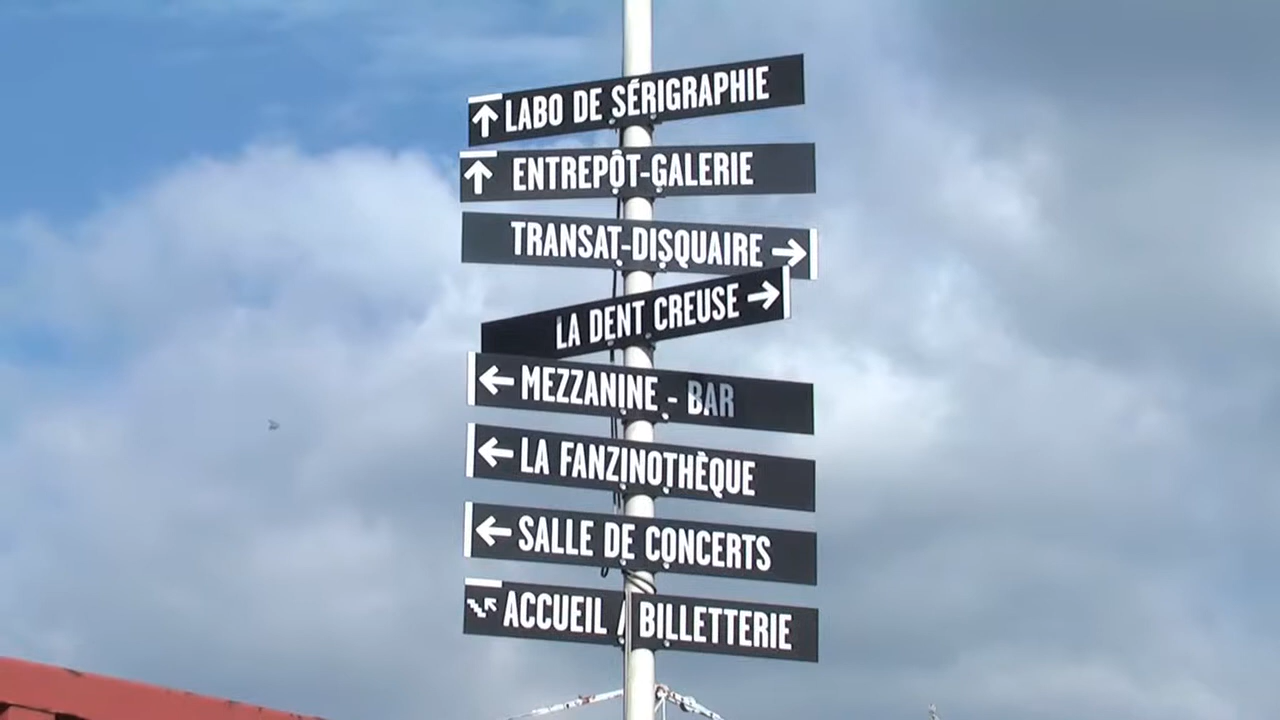 LABO DE SÉRIGRAPHIE
ENTREPÔT-GALERIE
TRANSAT-DISQUAIRE
LA DENT CREUSE
MEZZANINE - BAR
LA FANZINOTHÈQUE
SALLE DE CONCERTS
ACCUEIL / BILLETTERIE